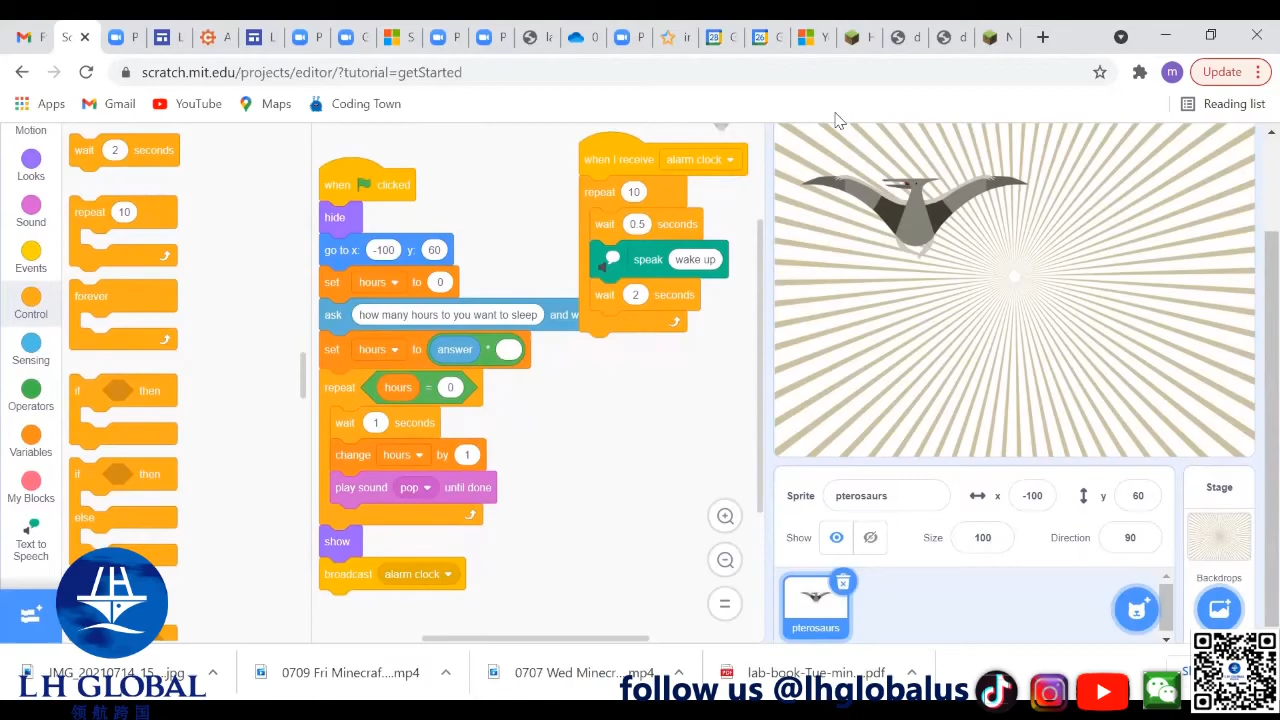 scratch.mit.edu/projects/editor/?tutorial=getStarted
Update
Apps Gmail YouTube Maps Coding Town Reading list
Motion
Looks
Sound
Events
Control
Sensing
Operators
Variables
My Blocks
Text to
Speech
wait 2 seconds
repeat 10
forever
if then
if then
else
when clicked
hide
go to x: -100 y: 60
set hours to 0
ask how many hours to you want to sleep and w
set hours to answer *
repeat hours = 0
wait 1 seconds
change hours by 1
play sound pop until done
show
broadcast alarm clock
when I receive alarm clock
repeat 10
wait 0.5 seconds
speak wake up
wait 2 seconds
Sprite pterosaurs x -100 y 60
Show Size 100 Direction 90
pterosaurs
Stage
Backdrops
IMG_20210714_15....jpg 0709 Fri Minecraf....mp4 0707 Wed Minecr....mp4 lab-book-Tue-min....pdf
LH
LH GLOBAL
领航跨国
follow us @lhglobalus